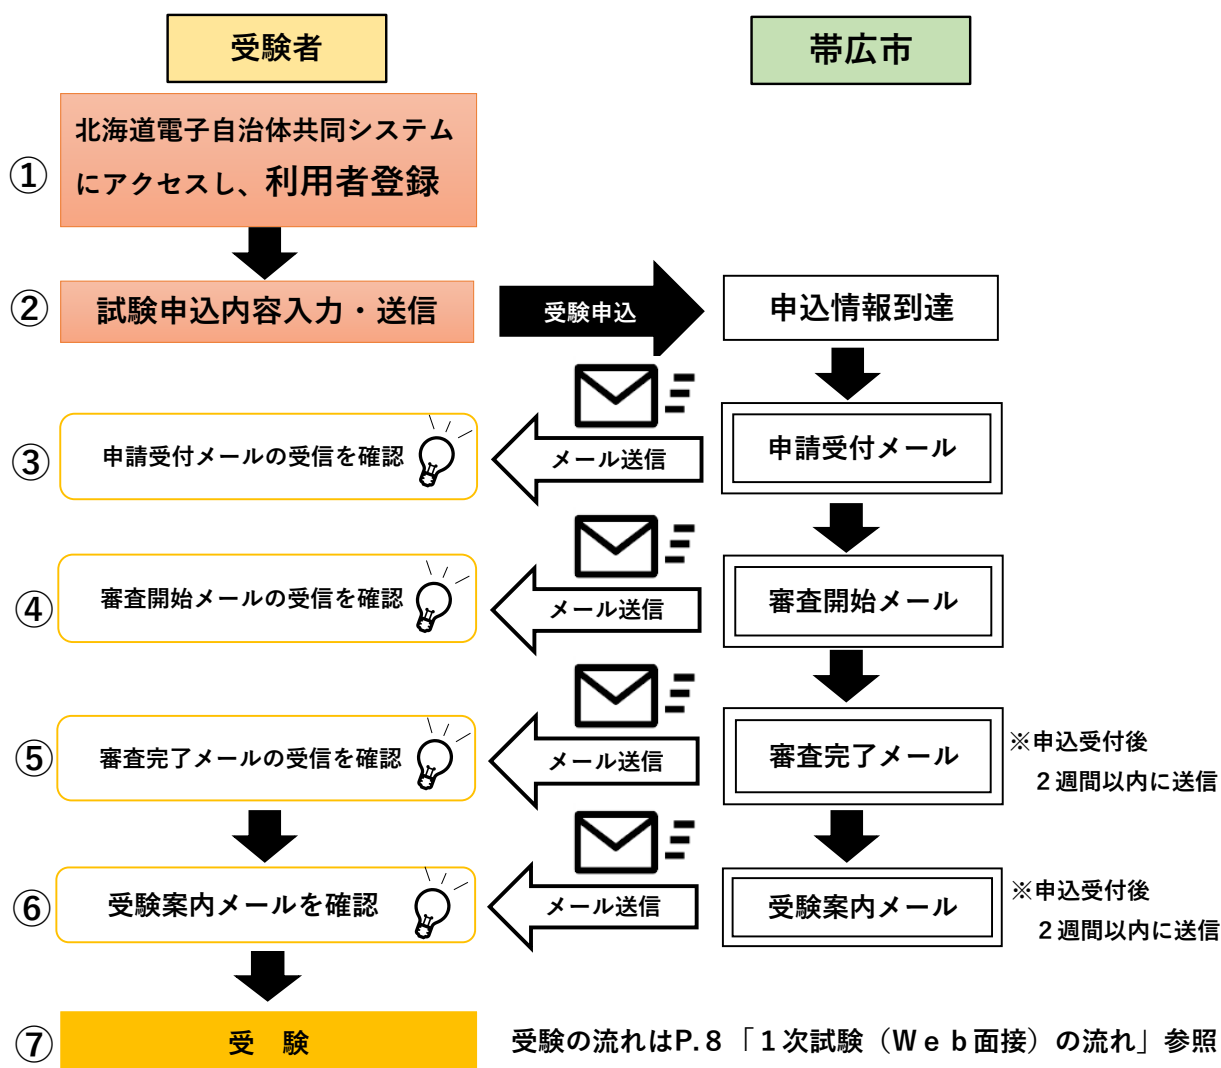 受験者
帯広市
①
北海道電子自治体共同システム
にアクセスし、利用者登録
②
試験申込内容入力・送信
受験申込
申込情報到達
③
申請受付メールの受信を確認
メール送信
申請受付メール
④
審査開始メールの受信を確認
メール送信
審査開始メール
⑤
審査完了メールの受信を確認
メール送信
審査完了メール
※申込受付後
２週間以内に送信
⑥
受験案内メールを確認
メール送信
受験案内メール
※申込受付後
２週間以内に送信
⑦
受　験
受験の流れはP.８「１次試験（Ｗｅｂ面接）の流れ」参照